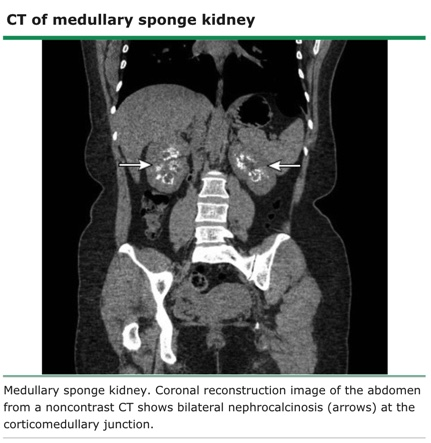 CT of medullary sponge kidney
Medullary sponge kidney. Coronal reconstruction image of the abdomen
from a noncontrast CT shows bilateral nephrocalcinosis (arrows) at the
corticomedullary junction.